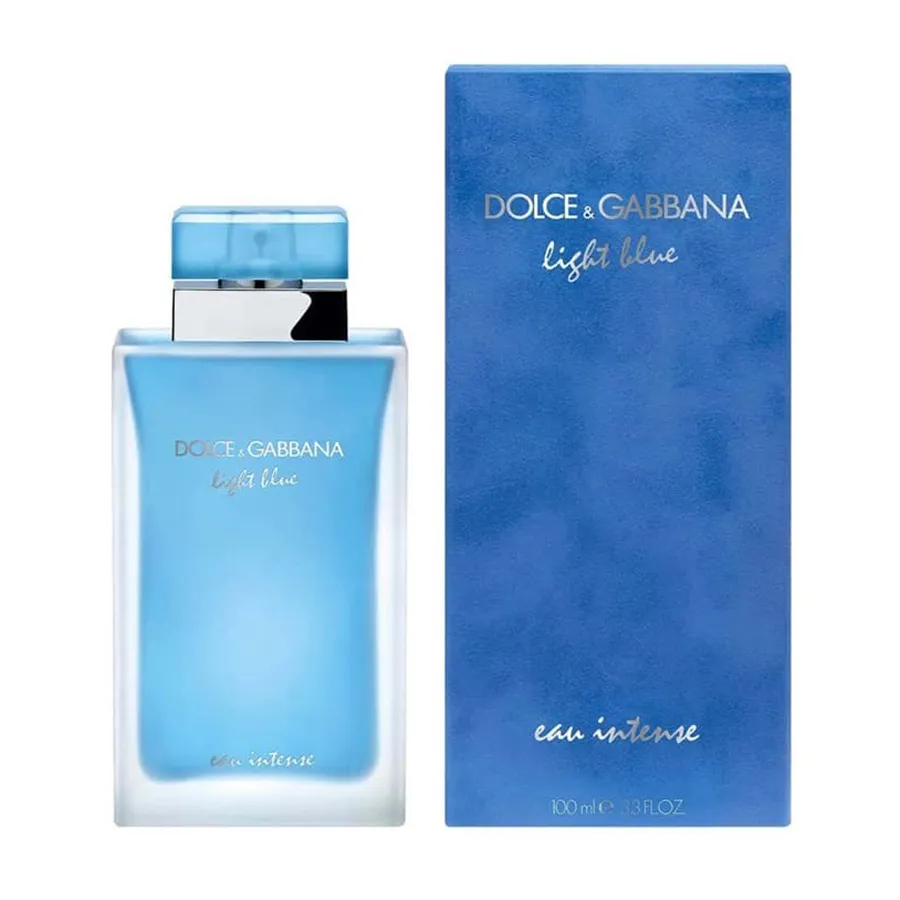 DOLCE & GABBANA
light blue
eau intense
DOLCE & GABBANA
light blue
eau intense
100 ml e 3.3 FL.OZ.